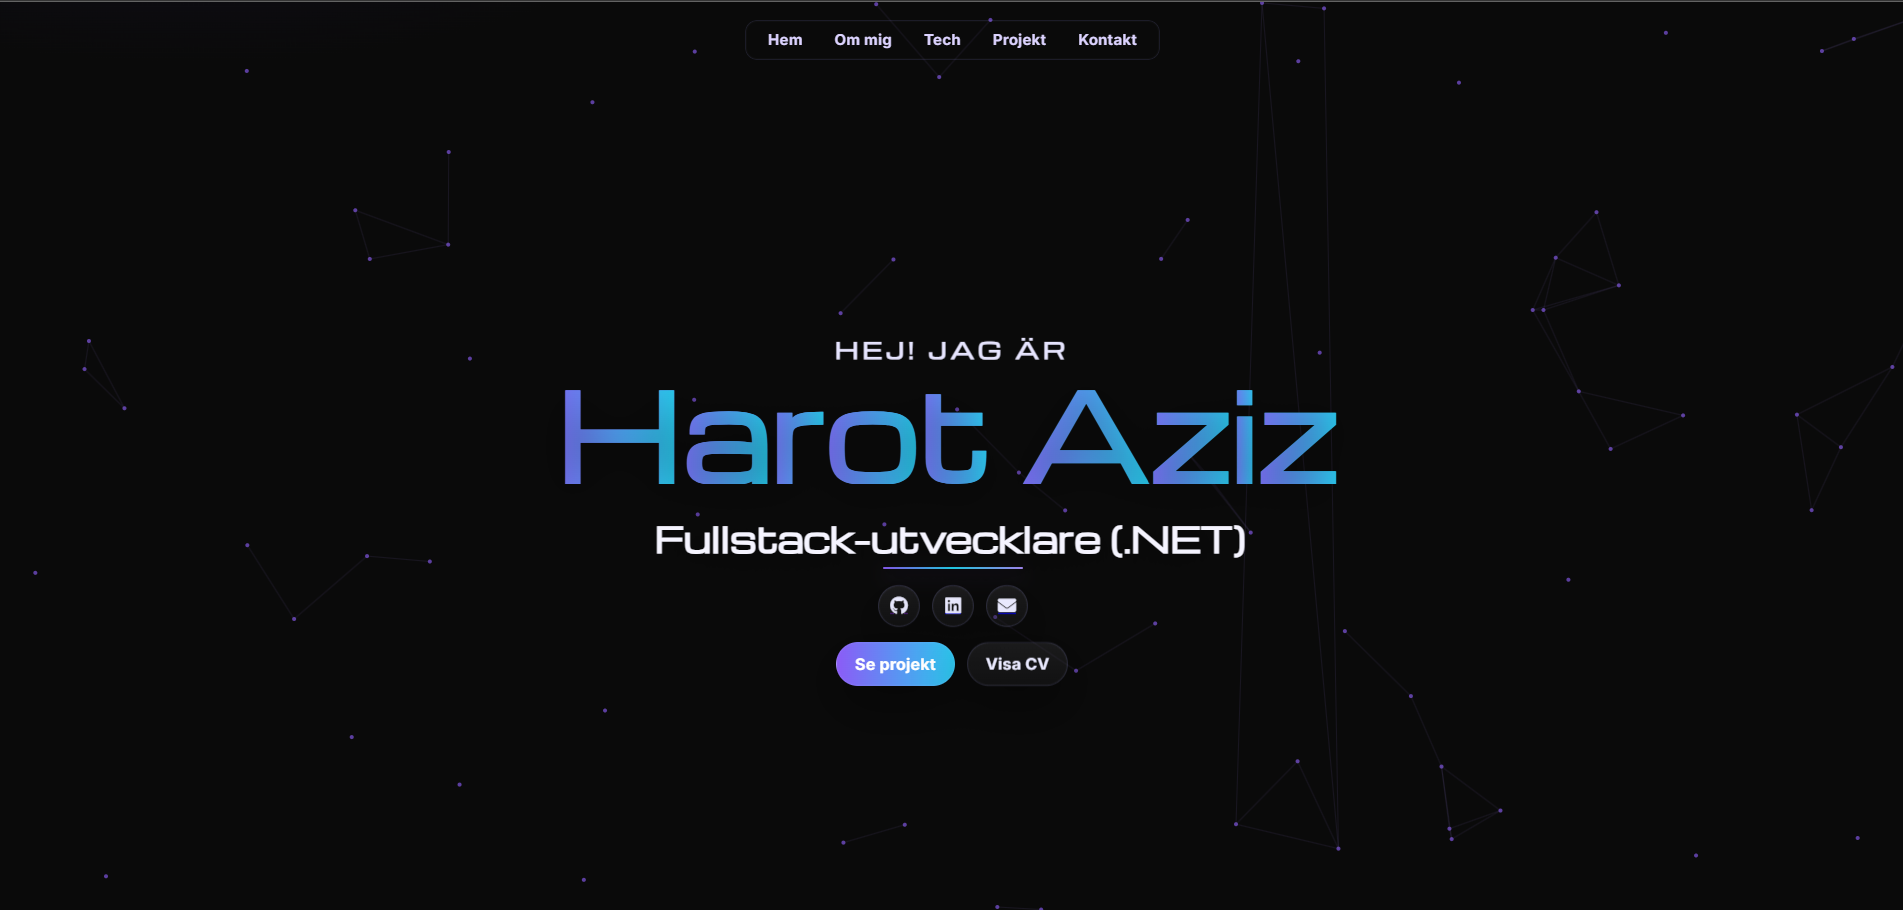 Hem Om mig Tech Projekt Kontakt
HEJ! JAG ÄR
Harot Aziz
Fullstack-utvecklare (.NET)
Se projekt Visa CV